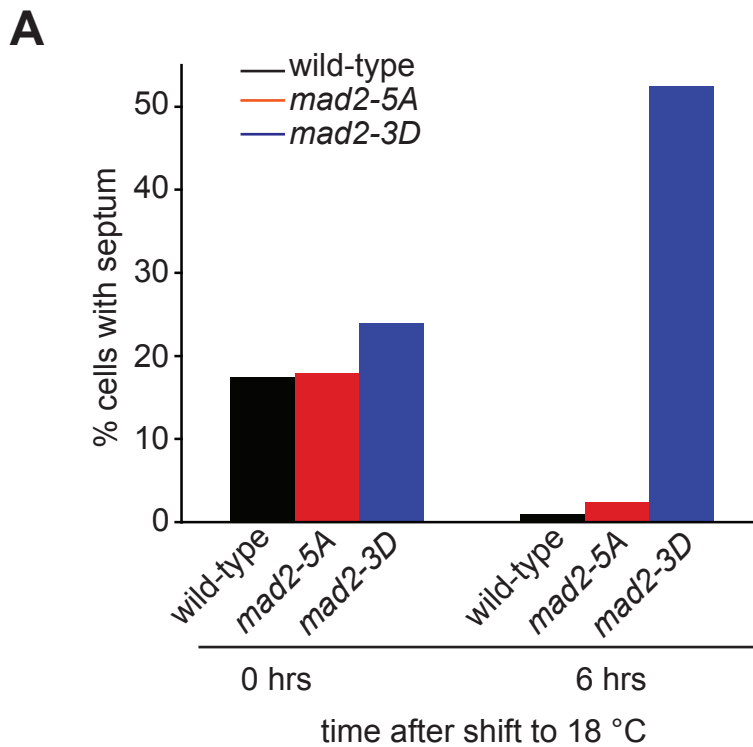 A
wild-type
mad2-5A
mad2-3D
% cells with septum
50
40
30
20
10
0
wild-type mad2-5A mad2-3D wild-type mad2-5A mad2-3D
0 hrs 6 hrs
time after shift to 18 °C